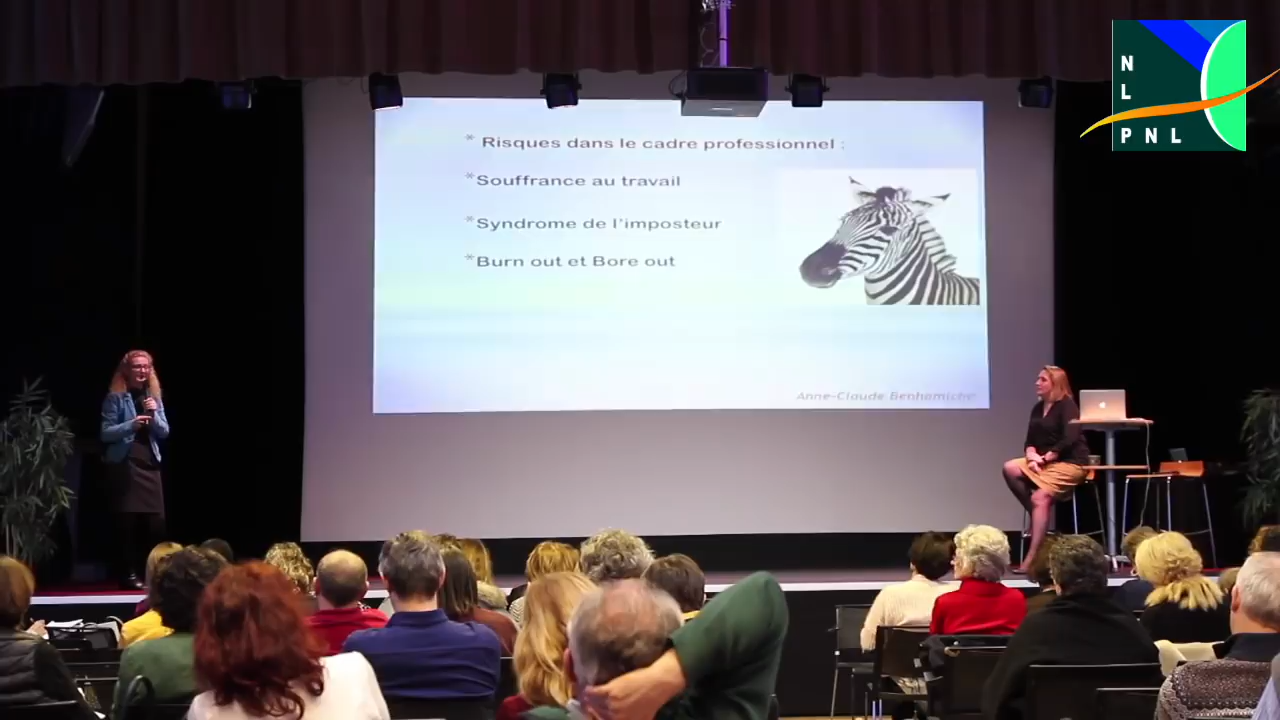 N
L
PNL
* Risques dans le cadre professionnel :
*Souffrance au travail
*Syndrome de l'imposteur
*Burn out et Bore out
Anne-Claude Benhamiche